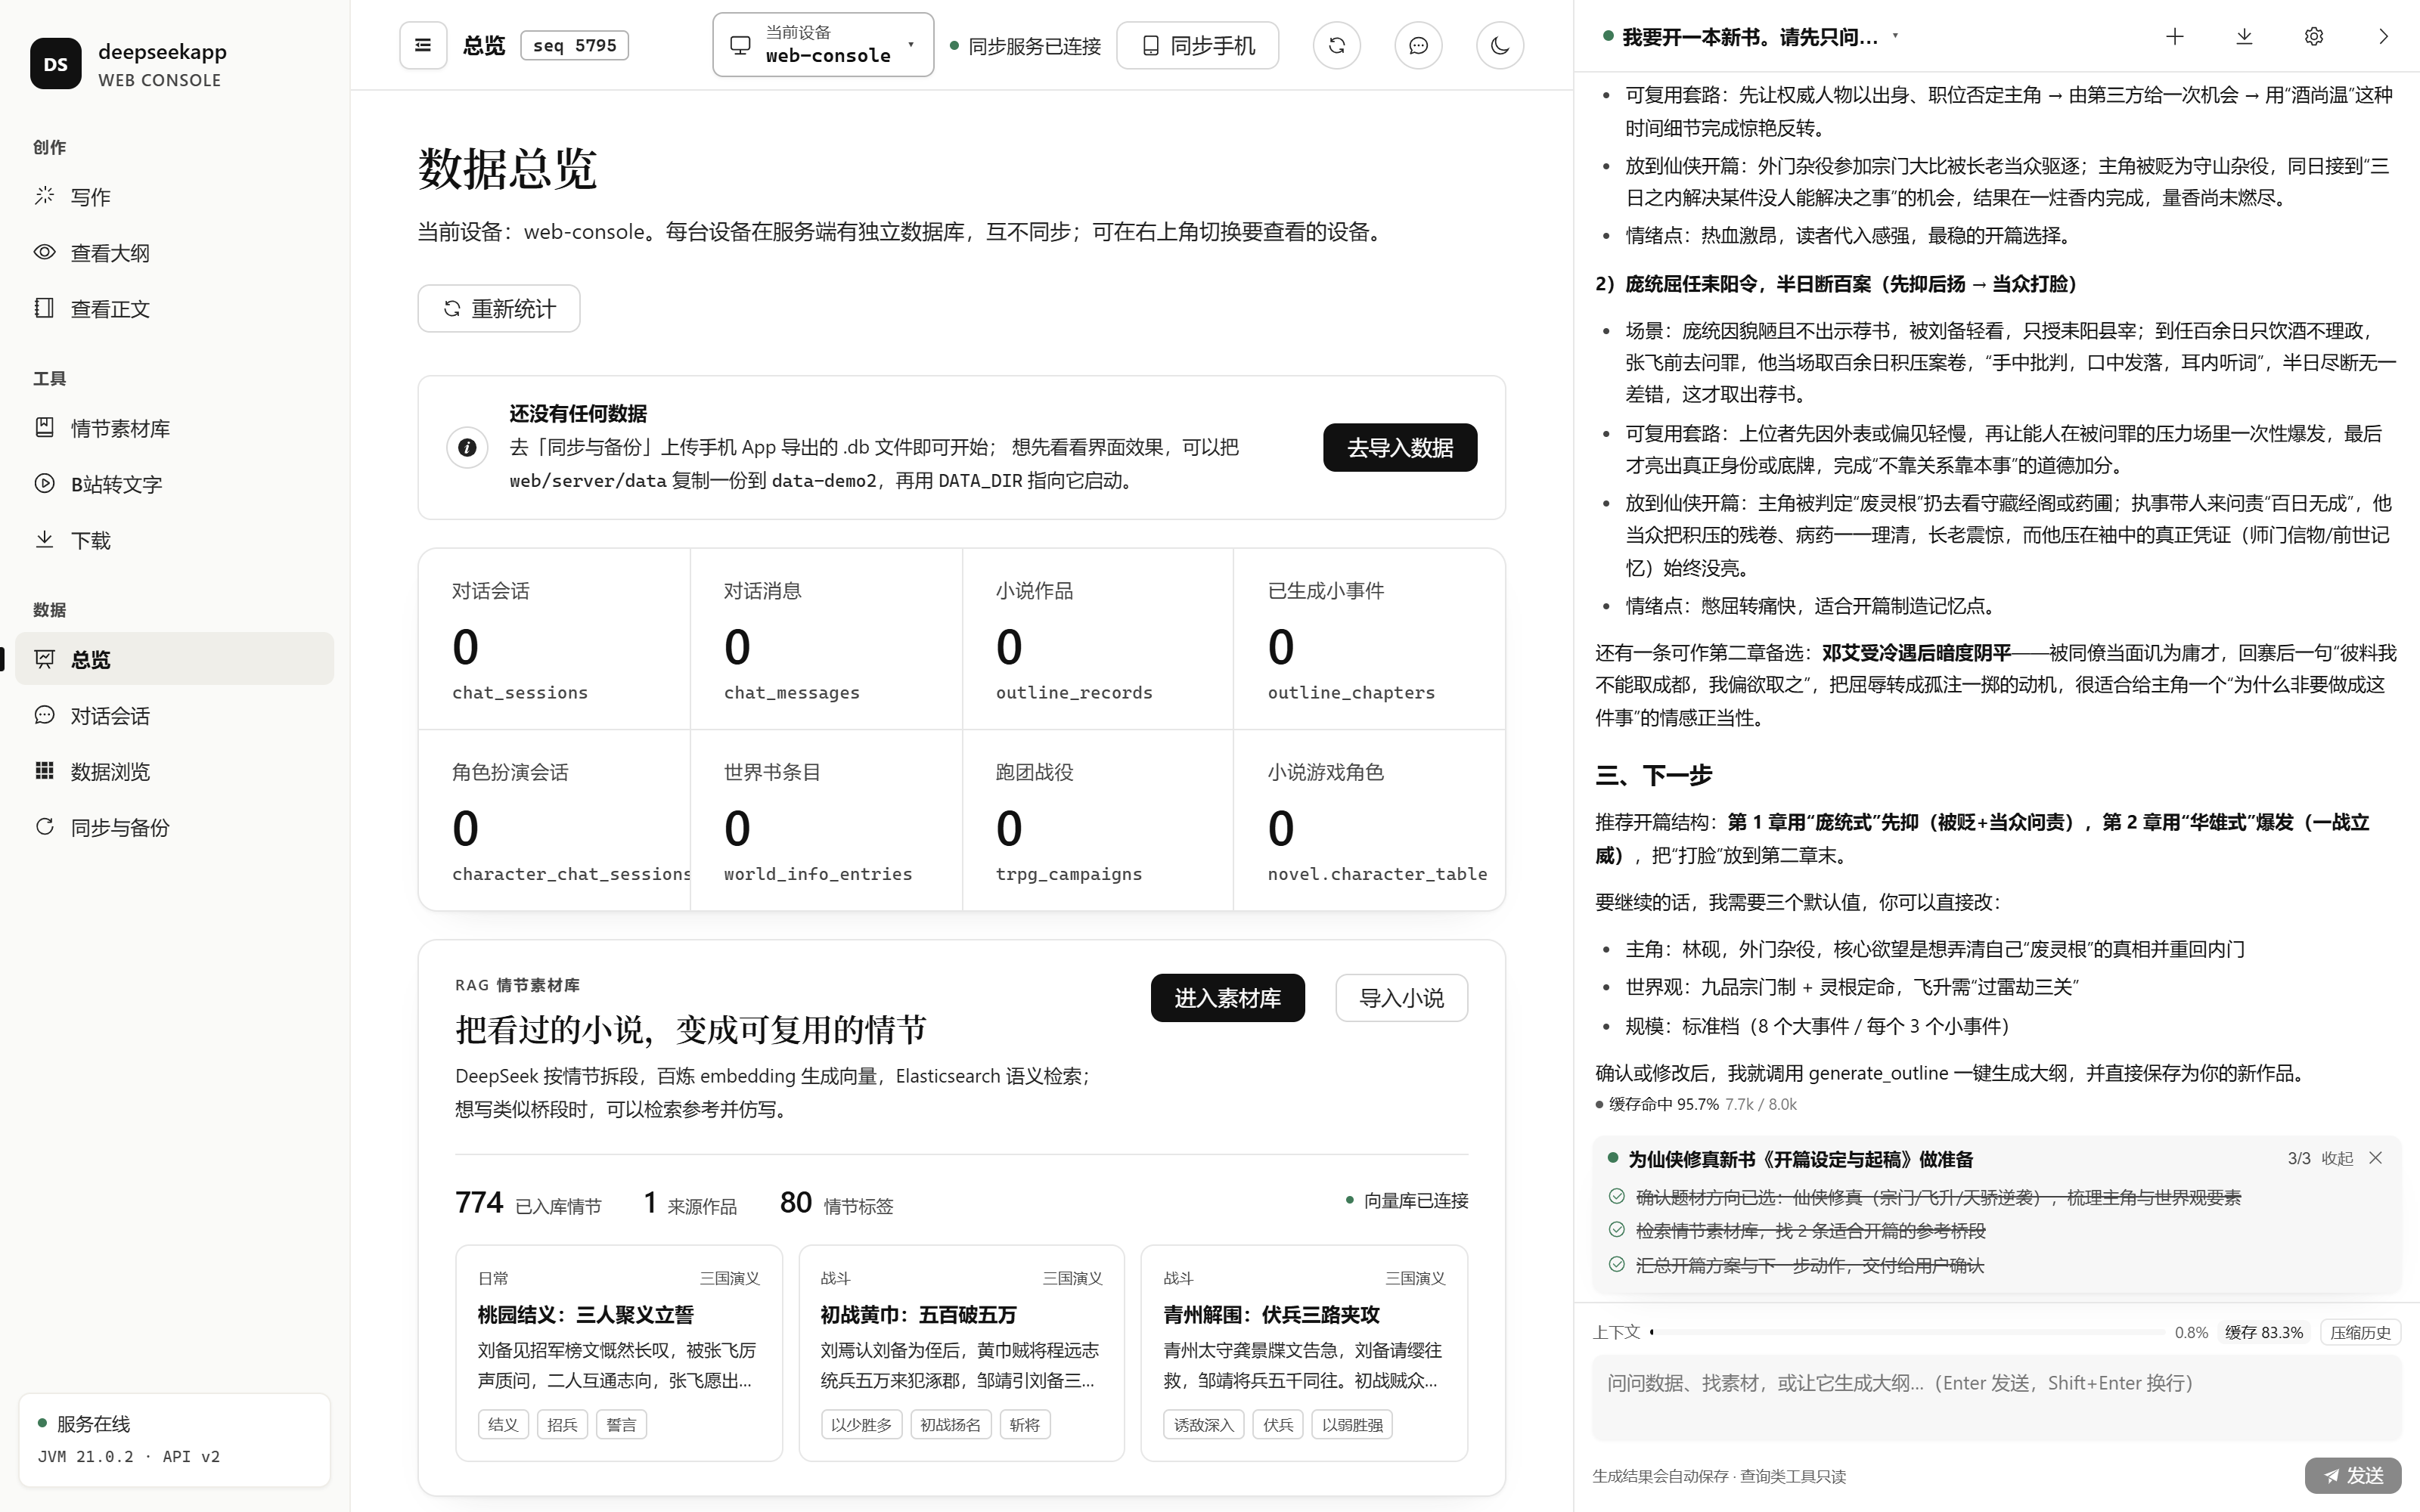 DS
deepseekapp
WEB CONSOLE
创作
写作
查看大纲
查看正文
工具
情节素材库
B站转文字
下载
数据
总览
对话会话
数据浏览
同步与备份
服务在线
JVM 21.0.2 · API v2
总览
seq 5795
当前设备
web-console
同步服务已连接
同步手机
数据总览
当前设备：web-console。每台设备在服务端有独立数据库，互不同步；可在右上角切换要查看的设备。
重新统计
还没有任何数据
去「同步与备份」上传手机 App 导出的 .db 文件即可开始； 想先看看界面效果，可以把
web/server/data 复制一份到 data-demo2，再用 DATA_DIR 指向它启动。
去导入数据
对话会话
0
chat_sessions
对话消息
0
chat_messages
小说作品
0
outline_records
已生成小事件
0
outline_chapters
角色扮演会话
0
character_chat_sessions
世界书条目
0
world_info_entries
跑团战役
0
trpg_campaigns
小说游戏角色
0
novel.character_table
RAG 情节素材库
把看过的小说，变成可复用的情节
DeepSeek 按情节拆段，百炼 embedding 生成向量，Elasticsearch 语义检索；
想写类似桥段时，可以检索参考并仿写。
进入素材库
导入小说
774 已入库情节
1 来源作品
80 情节标签
向量库已连接
日常
三国演义
桃园结义：三人聚义立誓
刘备见招军榜文慨然长叹，被张飞厉
声质问，二人互通志向，张飞愿出...
结义
招兵
誓言
战斗
三国演义
初战黄巾：五百破五万
刘焉认刘备为侄后，黄巾贼将程远志
统兵五万来犯涿郡，邹靖引刘备三...
以少胜多
初战扬名
斩将
战斗
三国演义
青州解围：伏兵三路夹攻
青州太守龚景牒文告急，刘备请缨往
救，邹靖将兵五千同往。初战贼众...
诱敌深入
伏兵
以弱胜强
我要开一本新书。请先只问...
可复用套路：先让权威人物以出身、职位否定主角 → 由第三方给一次机会 → 用“酒尚温”这种
时间细节完成惊艳反转。
放到仙侠开篇：外门杂役参加宗门大比被长老当众驱逐；主角被贬为守山杂役，同日接到“三
日之内解决某件没人能解决之事”的机会，结果在一炷香内完成，量香尚未燃尽。
情绪点：热血激昂，读者代入感强，最稳的开篇选择。
2）庞统屈任耒阳令，半日断百案（先抑后扬 → 当众打脸）
场景：庞统因貌陋且不出示荐书，被刘备轻看，只授耒阳县宰；到任百余日只饮酒不理政，
张飞前去问罪，他当场取百余日积压案卷，“手中批判，口中发落，耳内听词”，半日尽断无一
差错，这才取出荐书。
可复用套路：上位者先因外表或偏见轻慢，再让能人在被问罪的压力场里一次性爆发，最后
才亮出真正身份或底牌，完成“不靠关系靠本事”的道德加分。
放到仙侠开篇：主角被判定“废灵根”扔去看守藏经阁或药圃；执事带人来问责“百日无成”，他
当众把积压的残卷、病药一一理清，长老震惊，而他压在袖中的真正凭证（师门信物/前世记
忆）始终没亮。
情绪点：憋屈转痛快，适合开篇制造记忆点。
还有一条可作第二章备选：邓艾受冷遇后暗度阴平——被同僚当面讥为庸才，回寨后一句“彼料我
不能取成都，我偏欲取之”，把屈辱转成孤注一掷的动机，很适合给主角一个“为什么非要做成这
件事”的情感正当性。
三、下一步
推荐开篇结构：第 1 章用“庞统式”先抑（被贬+当众问责），第 2 章用“华雄式”爆发（一战立
威），把“打脸”放到第二章末。
要继续的话，我需要三个默认值，你可以直接改：
主角：林砚，外门杂役，核心欲望是想弄清自己“废灵根”的真相并重回内门
世界观：九品宗门制 + 灵根定命，飞升需“过雷劫三关”
规模：标准档（8 个大事件 / 每个 3 个小事件）
确认或修改后，我就调用 generate_outline 一键生成大纲，并直接保存为你的新作品。
缓存命中 95.7% 7.7k / 8.0k
为仙侠修真新书《开篇设定与起稿》做准备
3/3 收起
确认题材方向已选：仙侠修真（宗门/飞升/天骄逆袭），梳理主角与世界观要素
检索情节素材库，找 2 条适合开篇的参考桥段
汇总开篇方案与下一步动作，交付给用户确认
上下文
0.8%
缓存 83.3%
压缩历史
问问数据、找素材，或让它生成大纲...（Enter 发送，Shift+Enter 换行）
生成结果会自动保存 · 查询类工具只读
发送